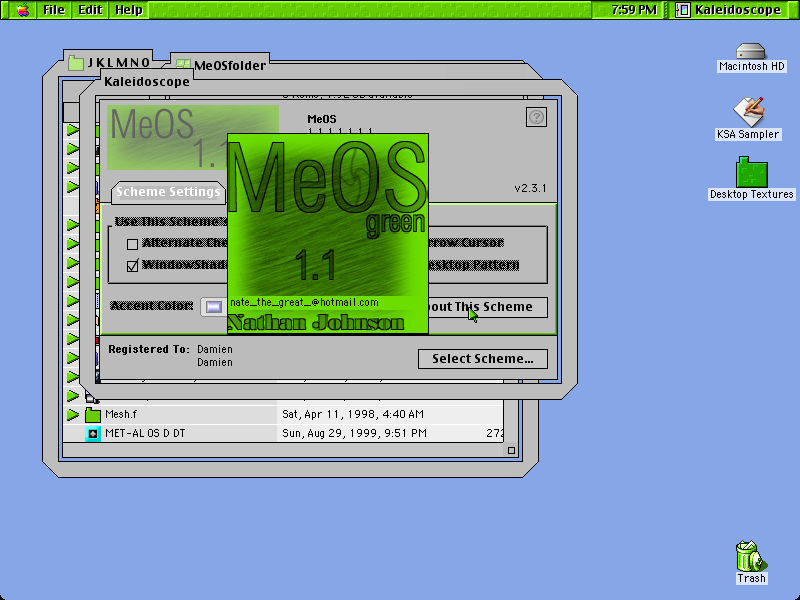 File Edit Help
7:59 PM
Kaleidoscope
JKLMNO
MeOSfolder
Kaleidoscope
Macintosh HD
KSA Sampler
Desktop Textures
MeOS
1.1
MeOS
v2.3.1
MeOS
green
1.1
nate_the_great_@hotmail.com
Nathan Johnson
Scheme Settings
Use This Scheme's
Alternate Che
rrow Cursor
WindowShad
esktop Pattern
Accent Color:
bout This Scheme
Registered To: Damien
Damien
Select Scheme...
Mesh.f
Sat, Apr 11, 1998, 4:40 AM
MET-AL OS D DT
Sun, Aug 29, 1999, 9:51 PM
272
Trash